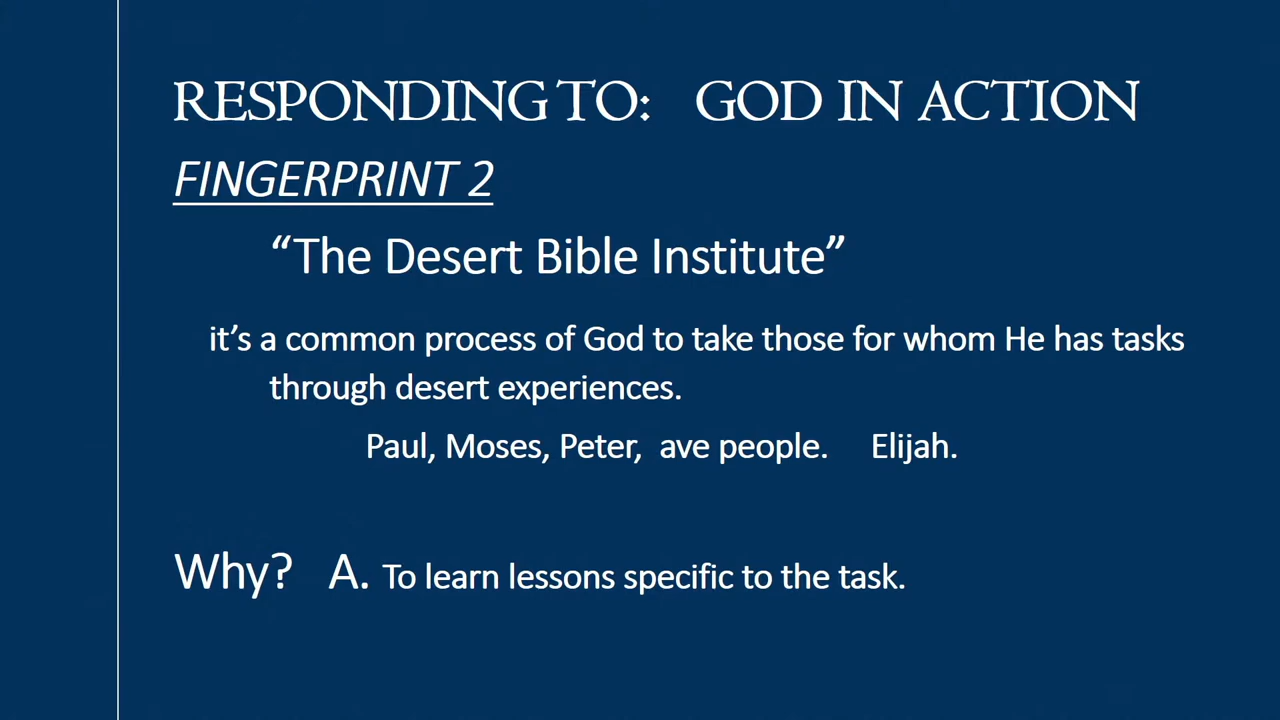 RESPONDING TO: GOD IN ACTION
FINGERPRINT 2
“The Desert Bible Institute”
it’s a common process of God to take those for whom He has tasks
through desert experiences.
Paul, Moses, Peter, ave people. Elijah.
Why? A. To learn lessons specific to the task.